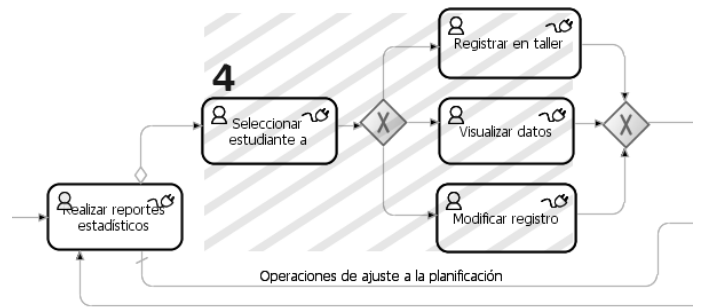 Registrar en taller
4
Seleccionar
estudiante a
X
X
Visualizar datos
Realizar reportes
estadísticos
Modificar registro
Operaciones de ajuste a la planificación